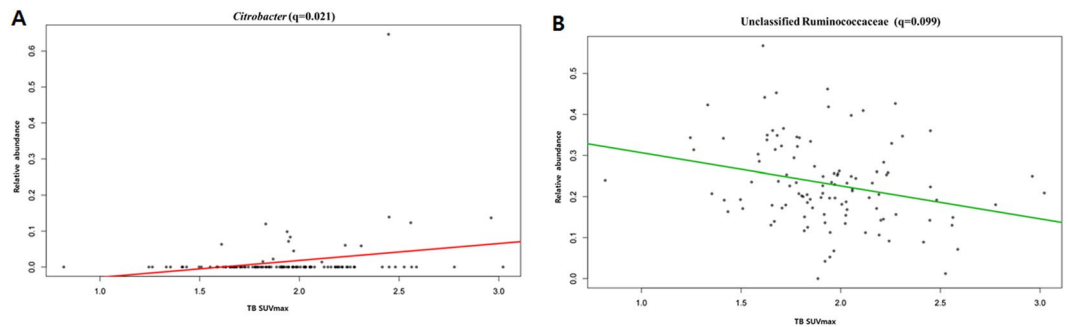 A
Citrobacter (q=0.021)
Relative abundance
0.6
0.5
0.4
0.3
0.2
0.1
0.0
1.0 1.5 2.0 2.5 3.0
TB SUVmax
B
Unclassified Ruminococcaceae (q=0.099)
Relative abundance
0.5
0.4
0.3
0.2
0.1
0.0
1.0 1.5 2.0 2.5 3.0
TB SUVmax